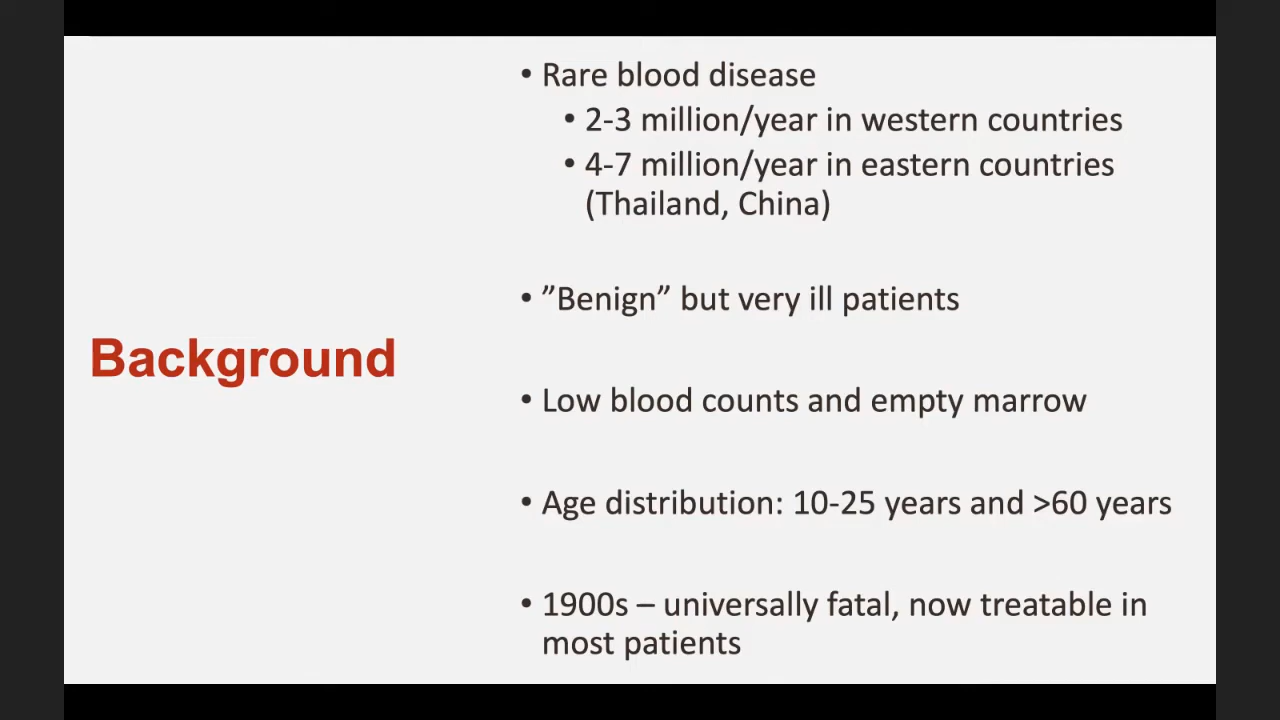 Background
• Rare blood disease
• 2-3 million/year in western countries
• 4-7 million/year in eastern countries
(Thailand, China)
• ”Benign” but very ill patients
• Low blood counts and empty marrow
• Age distribution: 10-25 years and >60 years
• 1900s – universally fatal, now treatable in
most patients